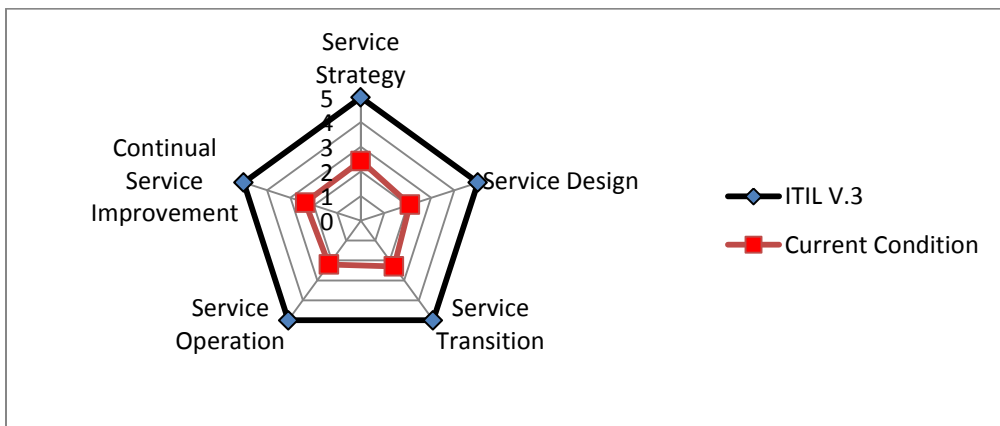 Service
Strategy
5
4
3
2
1
0
Continual
Service
Improvement
Service Design
Service
Operation
Service
Transition
ITIL V.3
Current Condition